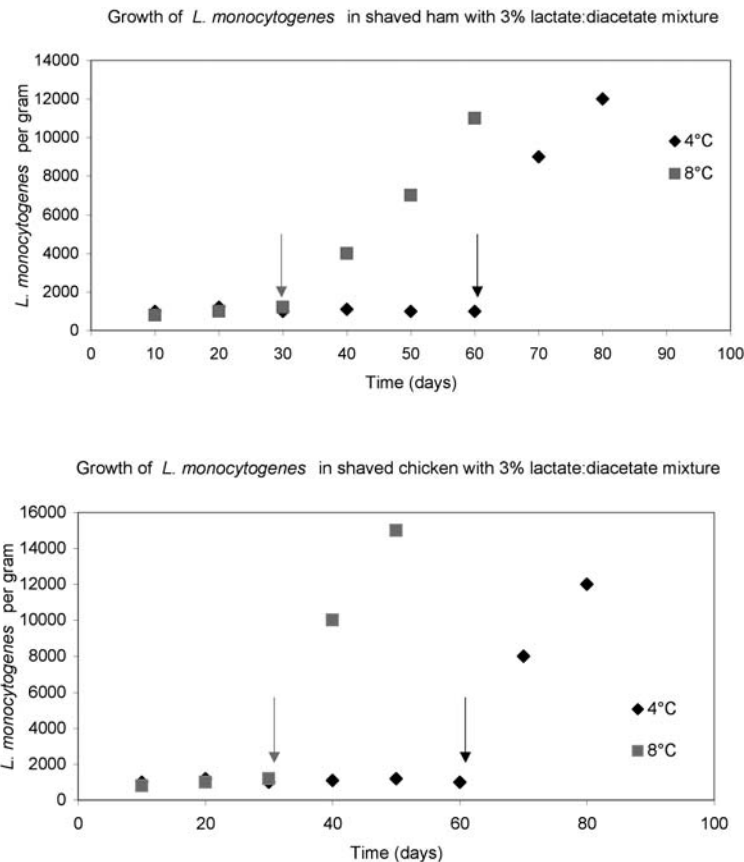 Growth of L. monocytogenes in shaved ham with 3% lactate:diacetate mixture
14000
12000
10000
8000
6000
4000
2000
0
L. monocytogenes per gram
4°C
8°C
0 10 20 30 40 50 60 70 80 90 100
Time (days)
Growth of L. monocytogenes in shaved chicken with 3% lactate:diacetate mixture
16000
14000
12000
10000
8000
6000
4000
2000
0
L. monocytogenes per gram
4°C
8°C
0 20 40 60 80 100
Time (days)